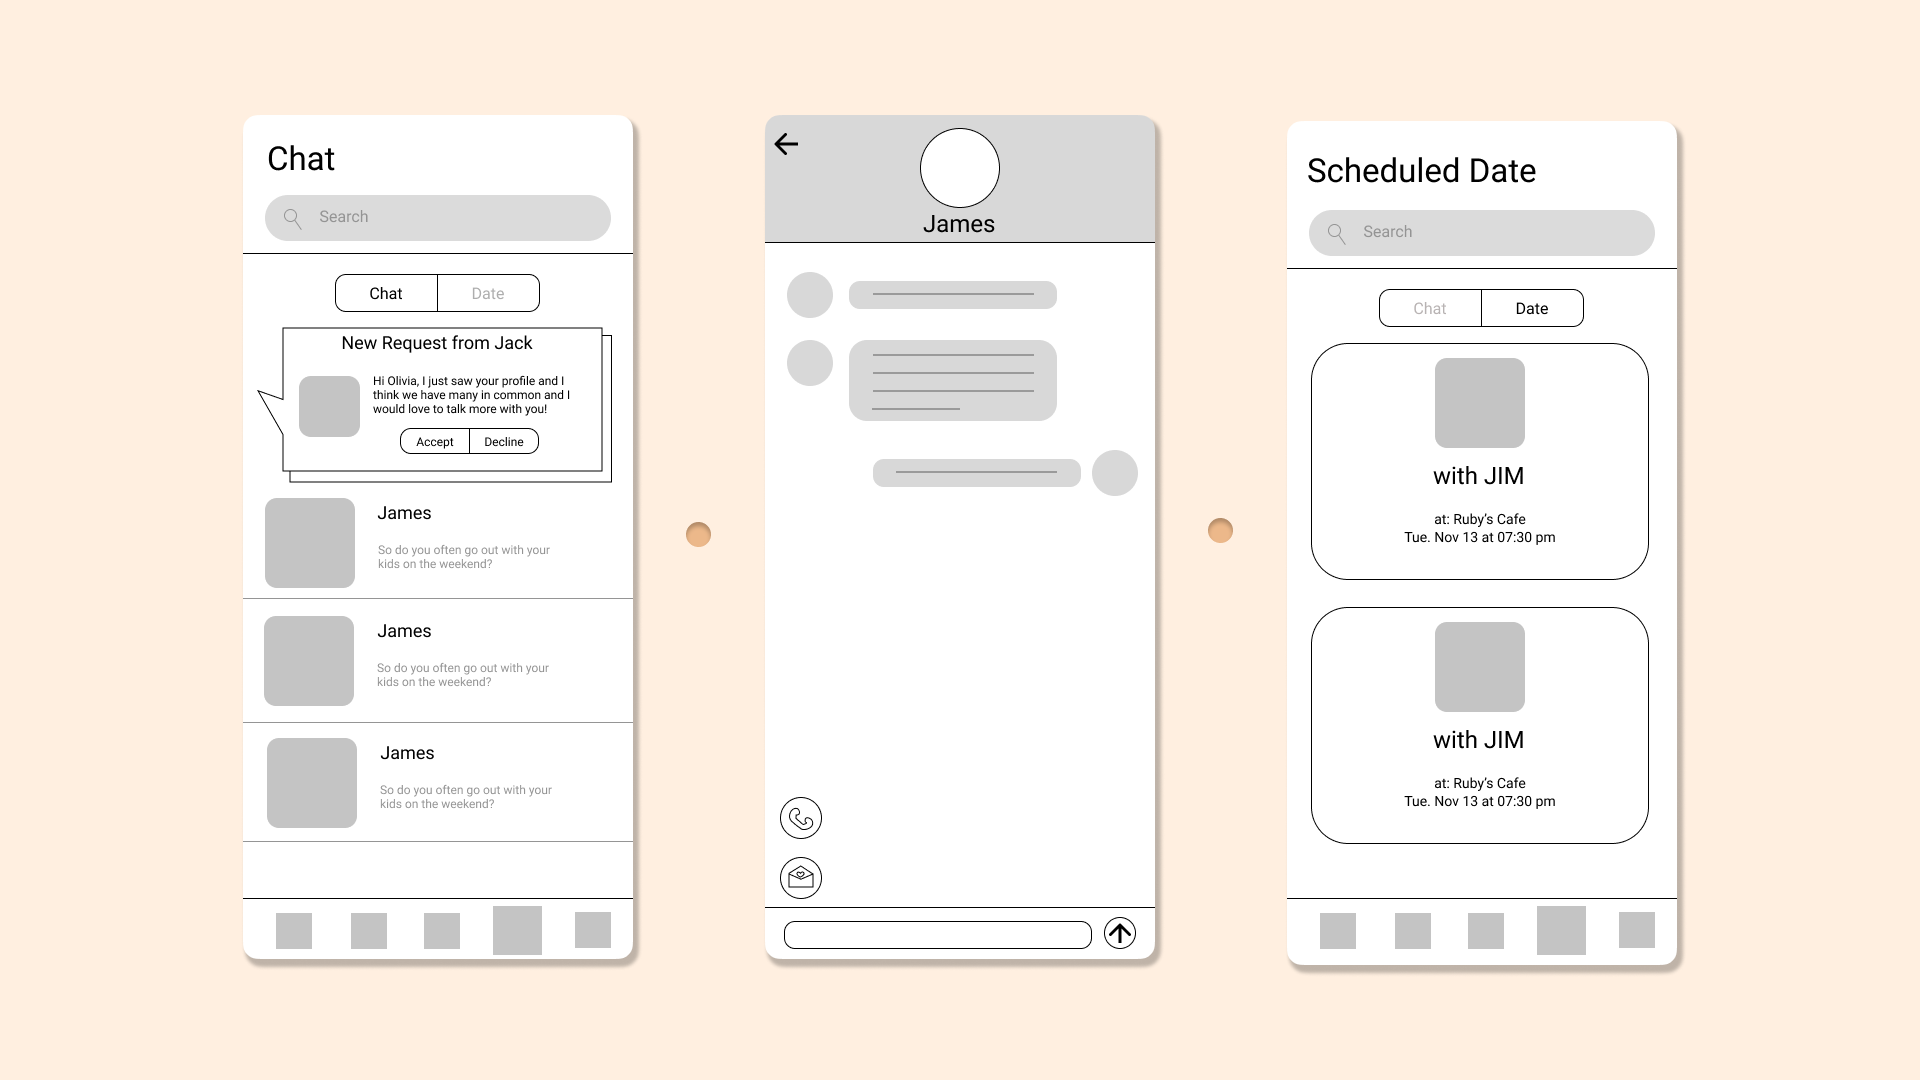 Chat
Search
Chat Date
New Request from Jack
Hi Olivia, I just saw your profile and I
think we have many in common and I
would love to talk more with you!
Accept Decline
James
So do you often go out with your
kids on the weekend?
James
So do you often go out with your
kids on the weekend?
James
So do you often go out with your
kids on the weekend?
James
Scheduled Date
Search
Chat Date
with JIM
at: Ruby’s Cafe
Tue. Nov 13 at 07:30 pm
with JIM
at: Ruby’s Cafe
Tue. Nov 13 at 07:30 pm